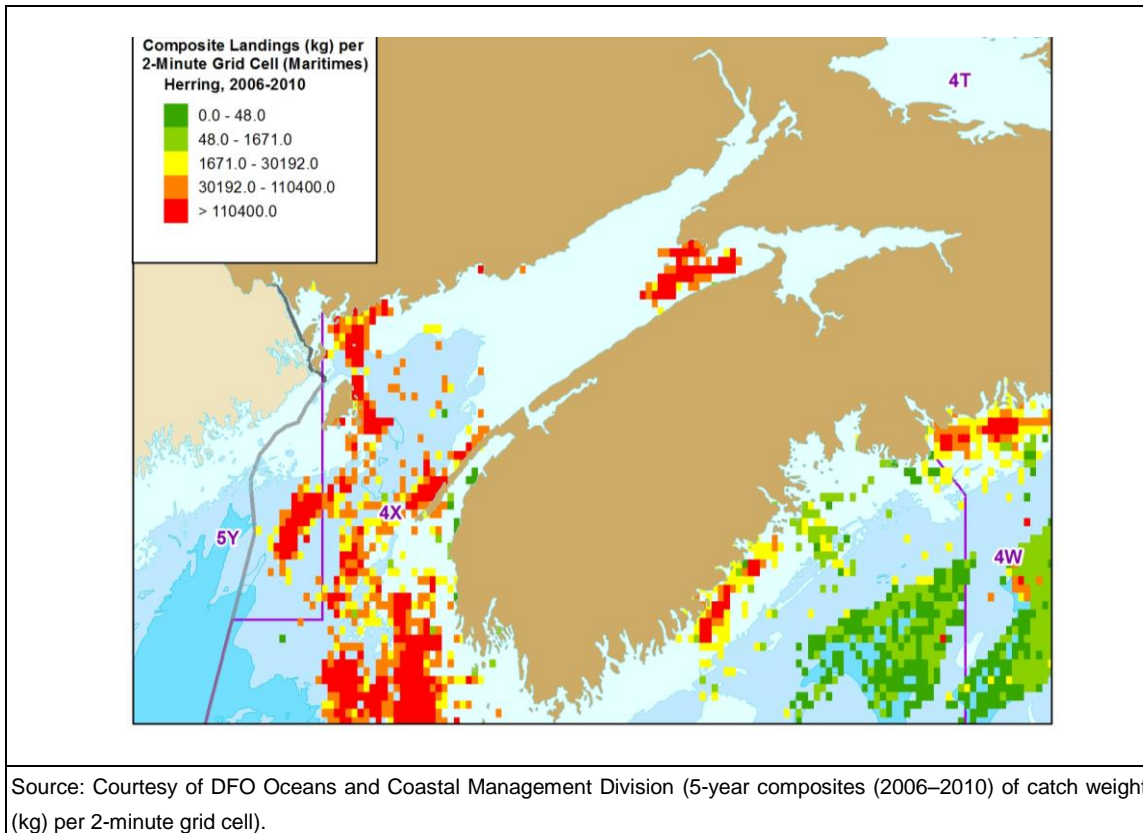 Composite Landings (kg) per
2-Minute Grid Cell (Maritimes)
Herring, 2006-2010
0.0 - 48.0
48.0 - 1671.0
1671.0 - 30192.0
30192.0 - 110400.0
> 110400.0
4T
4X
5Y
4W
Source: Courtesy of DFO Oceans and Coastal Management Division (5-year composites (2006–2010) of catch weight
(kg) per 2-minute grid cell).